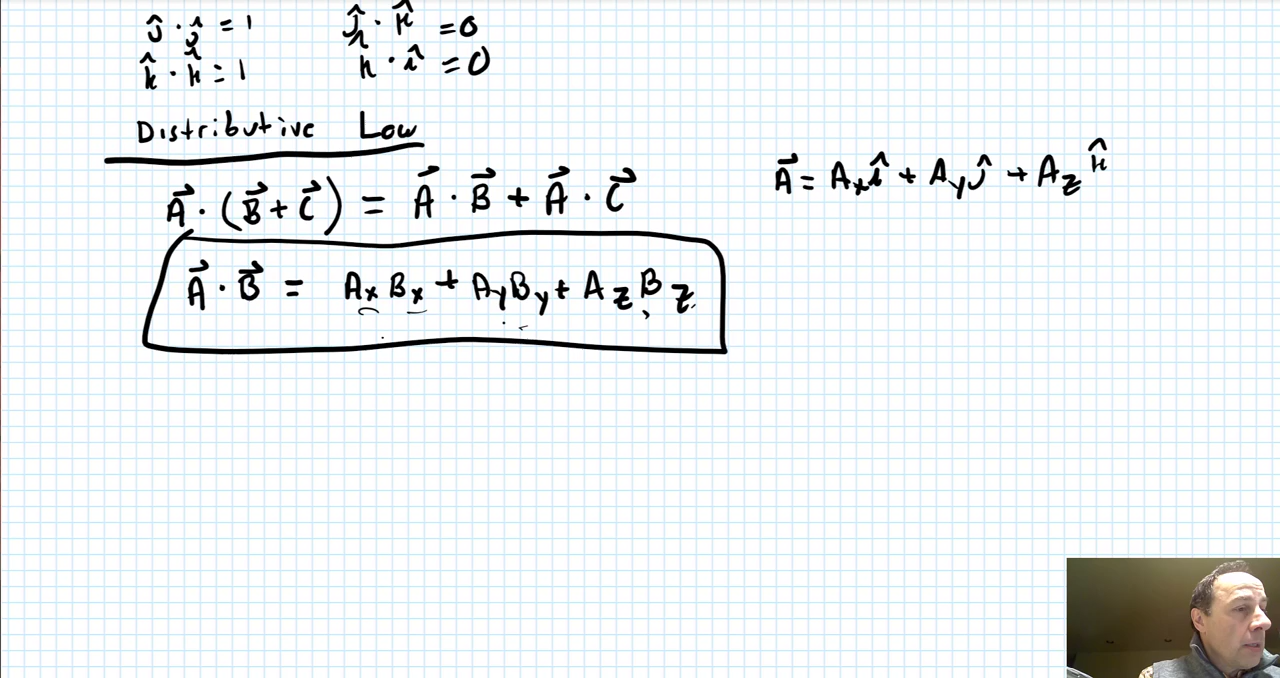 ĵ · ĵ = 1 ĵ · k̂ = 0
k̂ · k̂ = 1 k̂ · î = 0
Distributive Low
A⃗ · (B⃗ + C⃗) = A⃗ · B⃗ + A⃗ · C⃗
A⃗ = Axî + Ayĵ + Azk̂
A⃗ · B⃗ = AxBx + AyBy + AzBz